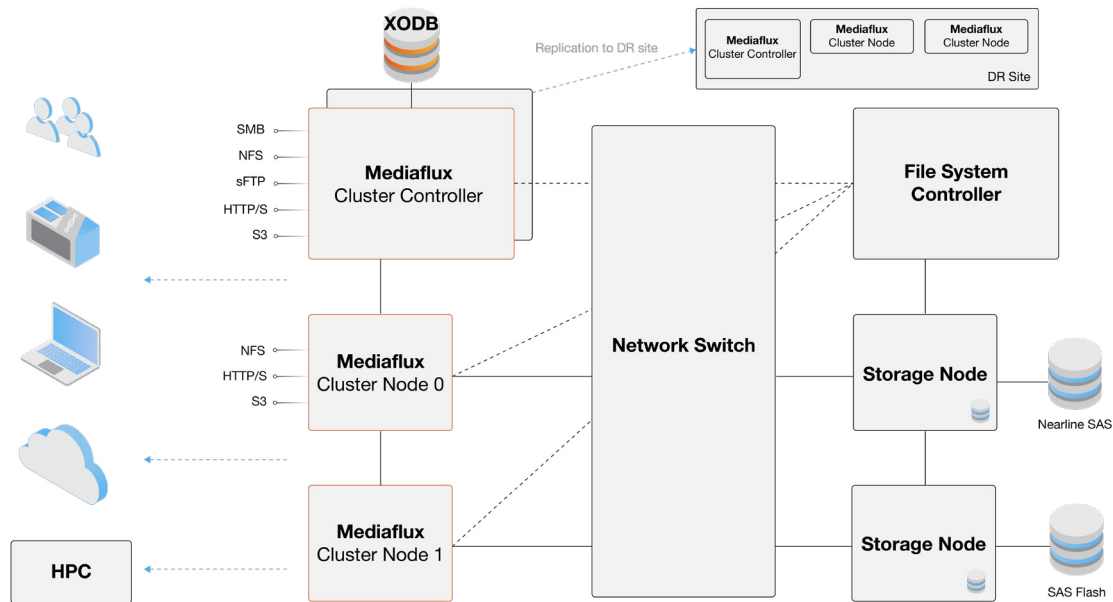 XODB
Replication to DR site
Mediaflux
Cluster Controller
Mediaflux
Cluster Node
Mediaflux
Cluster Node
DR Site
SMB
NFS
sFTP
HTTP/S
S3
Mediaflux
Cluster Controller
File System
Controller
Network Switch
NFS
HTTP/S
S3
Mediaflux
Cluster Node 0
Storage Node
Nearline SAS
Mediaflux
Cluster Node 1
Storage Node
SAS Flash
HPC